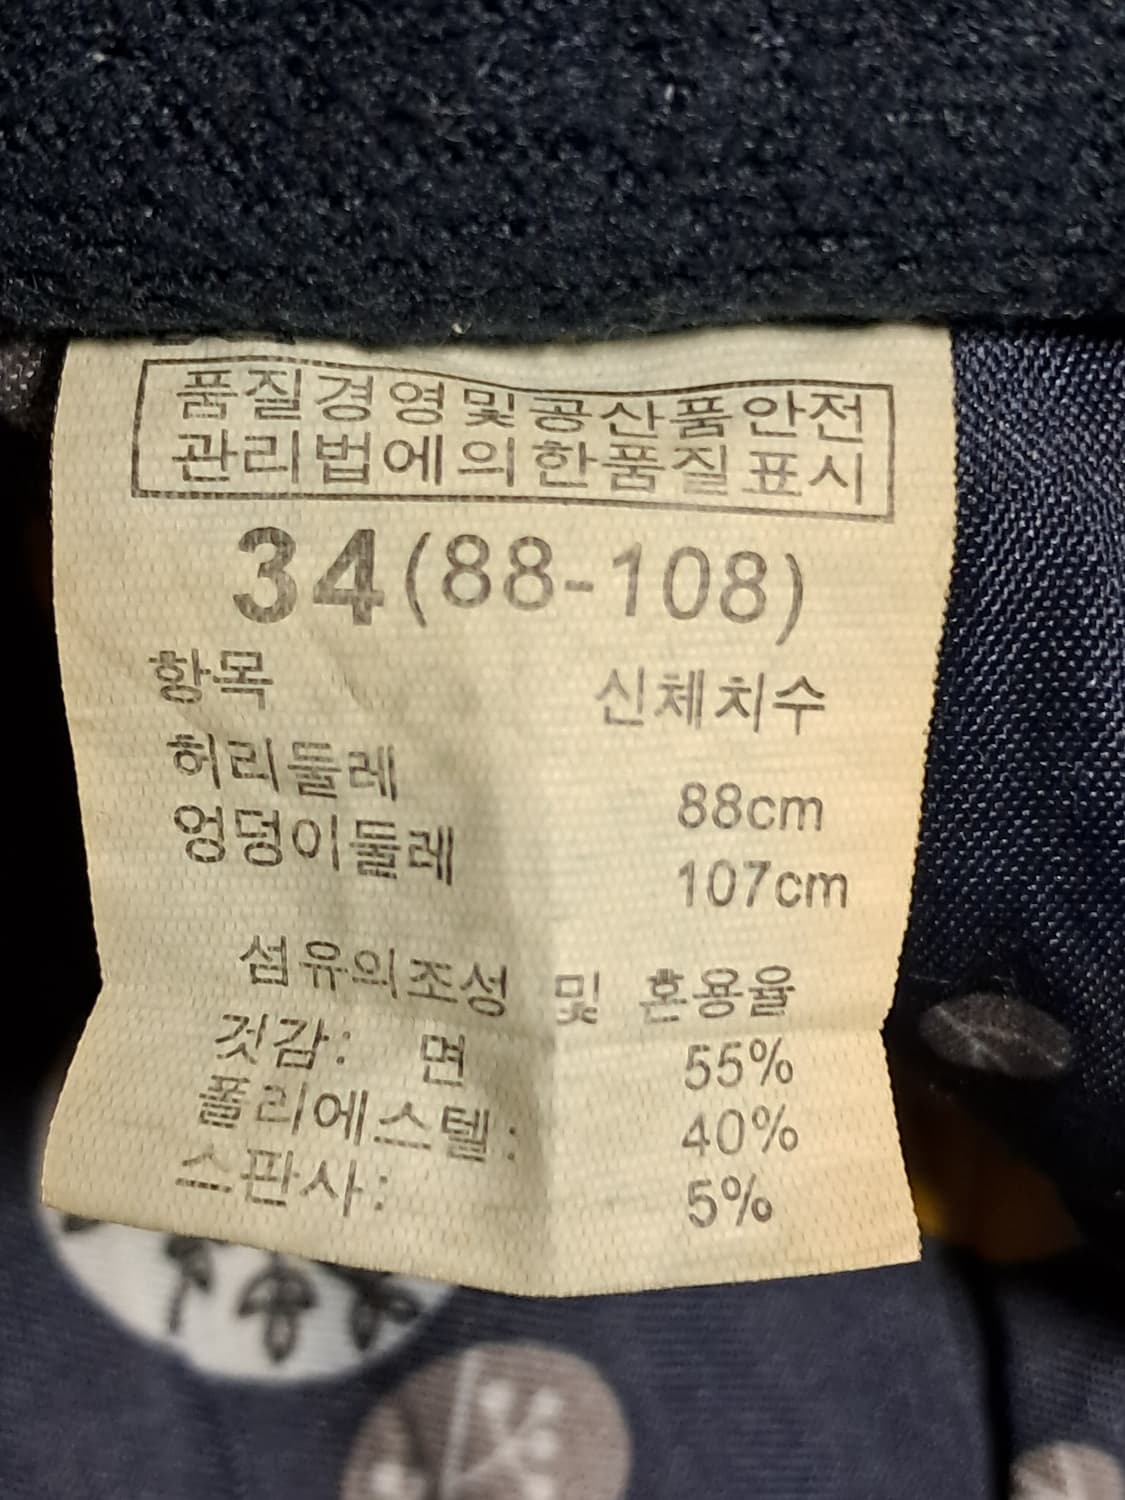 품질경영및공산품안전
관리법에의한품질표시
34(88-108)
항목 신체치수
허리둘레 88cm
엉덩이둘레 107cm
섬유의조성 및 혼용율
것감: 면 55%
폴리에스텔: 40%
스판사: 5%